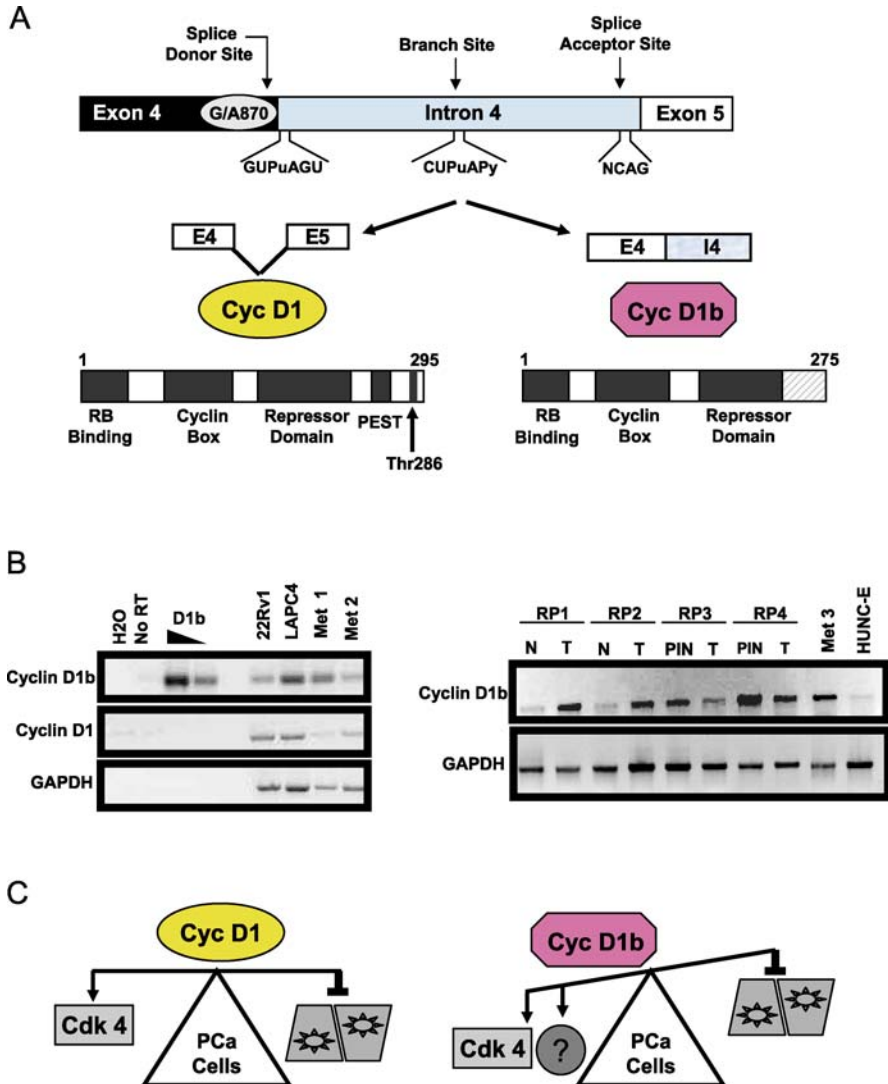 A
Splice
Donor Site
Branch Site
Splice
Acceptor Site
Exon 4
G/A870
Intron 4
Exon 5
GUPuAGU
CUPuAPy
NCAG
E4
E5
E4
I4
Cyc D1
Cyc D1b
1
295
1
275
RB
Binding
Cyclin
Box
Repressor
Domain
PEST
Thr286
RB
Binding
Cyclin
Box
Repressor
Domain
B
H2O
No RT
D1b
22Rv1
LAPC4
Met 1
Met 2
Cyclin D1b
Cyclin D1
GAPDH
RP1
RP2
RP3
RP4
Met 3
HUNC-E
N
T
N
T
PIN
T
PIN
T
Cyclin D1b
GAPDH
C
Cyc D1
Cdk 4
PCa
Cells
Cyc D1b
Cdk 4
?
PCa
Cells